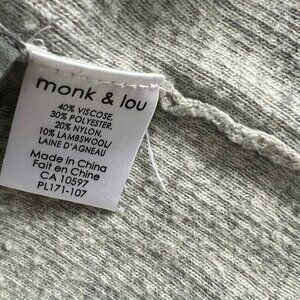 monk & lou
40% VISCOSE,
30% POLYESTER,
20% NYLON,
10% LAMBSWOOL/
LAINE D'AGNEAU
Made in China
Fait en Chine
CA 10597
PL171-107